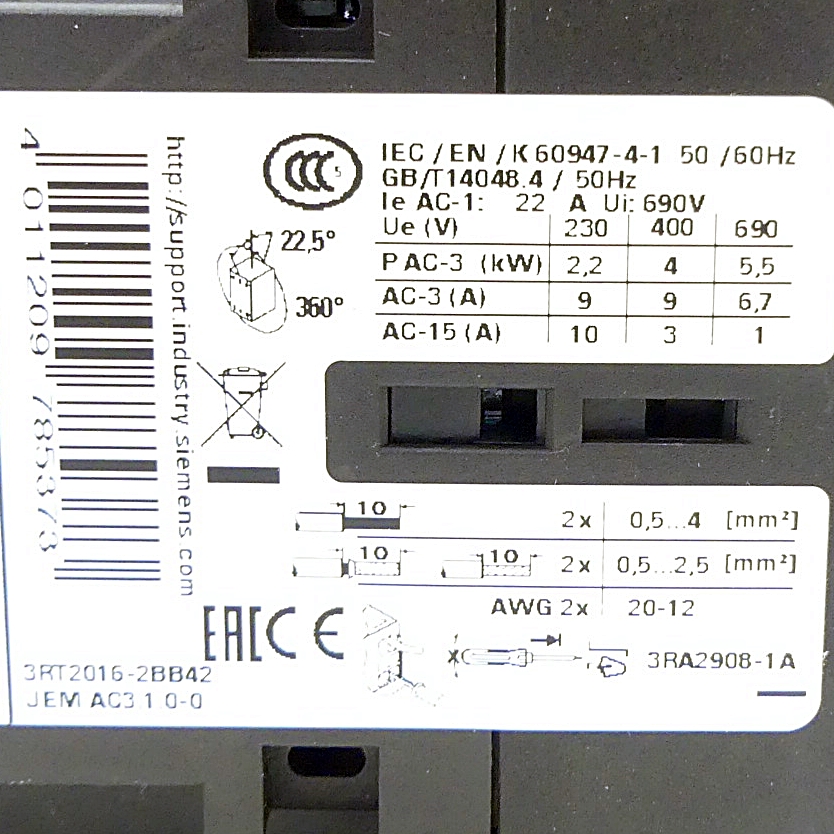 4 011209 785373
http://support.industry.siemens.com
CCC
IEC / EN / K 60947-4-1 50 /60Hz
GB/T14048.4 / 50Hz
Ie AC-1: 22 A Ui: 690V
Ue (V) 230 400 690
P AC-3 (kW) 2,2 4 5,5
AC-3 (A) 9 9 6,7
AC-15 (A) 10 3 1
22,5°
360°
10 2x 0,5...4 [mm²]
10 10 2x 0,5...2,5 [mm²]
AWG 2x 20-12
EAC CE
3RA2908-1A
3RT2016-2BB42
JEM AC3.1.0-0